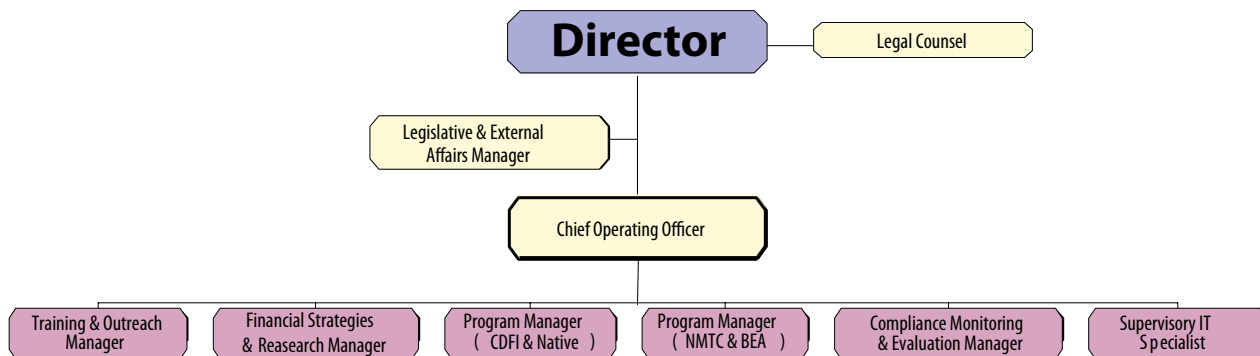 Director
Legal Counsel
Legislative & External
Affairs Manager
Chief Operating Officer
Training & Outreach
Manager
Financial Strategies
& Reasearch Manager
Program Manager
( CDFI & Native )
Program Manager
( NMTC & BEA )
Compliance Monitoring
& Evaluation Manager
Supervisory IT
Specialist